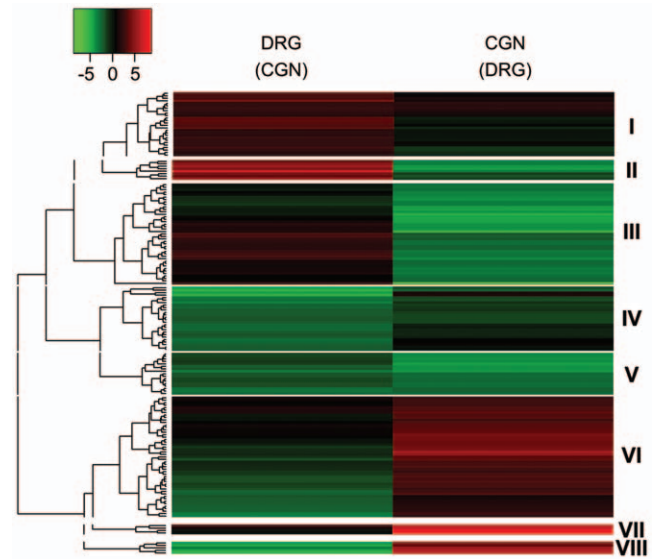 DRG CGN
(CGN) (DRG)
-5 0 5
I
II
III
IV
V
VI
VII
VIII